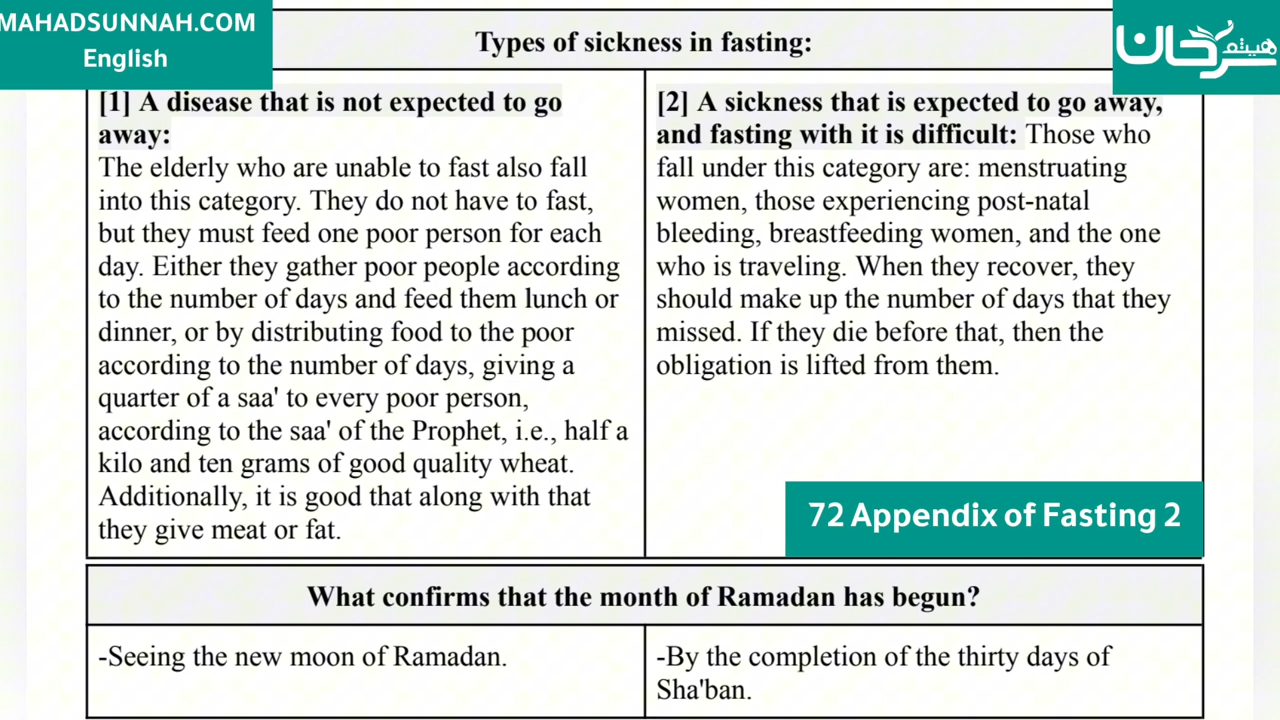 MAHADSUNNAH.COM
English
هيثم
سرحان
Types of sickness in fasting:
[1] A disease that is not expected to go
away:
The elderly who are unable to fast also fall
into this category. They do not have to fast,
but they must feed one poor person for each
day. Either they gather poor people according
to the number of days and feed them lunch or
dinner, or by distributing food to the poor
according to the number of days, giving a
quarter of a saa' to every poor person,
according to the saa' of the Prophet, i.e., half a
kilo and ten grams of good quality wheat.
Additionally, it is good that along with that
they give meat or fat.
[2] A sickness that is expected to go away,
and fasting with it is difficult: Those who
fall under this category are: menstruating
women, those experiencing post-natal
bleeding, breastfeeding women, and the one
who is traveling. When they recover, they
should make up the number of days that they
missed. If they die before that, then the
obligation is lifted from them.
72 Appendix of Fasting 2
What confirms that the month of Ramadan has begun?
-Seeing the new moon of Ramadan.
-By the completion of the thirty days of
Sha'ban.